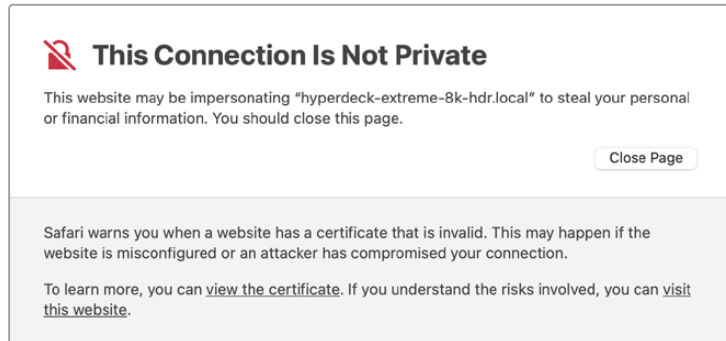 This Connection Is Not Private
This website may be impersonating “hyperdeck-extreme-8k-hdr.local” to steal your personal
or financial information. You should close this page.
Close Page
Safari warns you when a website has a certificate that is invalid. This may happen if the
website is misconfigured or an attacker has compromised your connection.
To learn more, you can view the certificate. If you understand the risks involved, you can visit
this website.